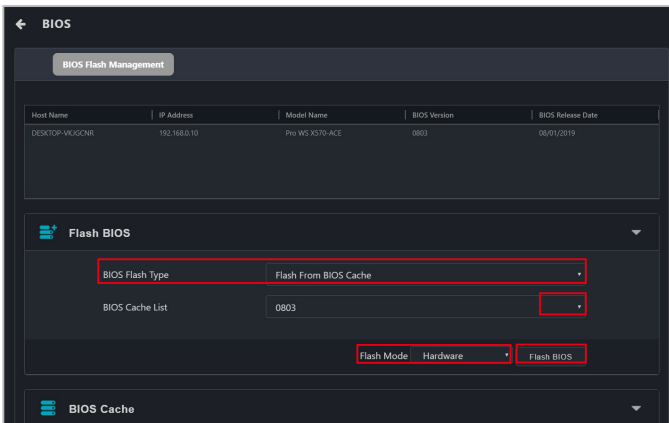 BIOS
BIOS Flash Management
Host Name IP Address Model Name BIOS Version BIOS Release Date
DESKTOP-VKJGCNR 192.168.0.10 Pro WS X570-ACE 0803 08/01/2019
Flash BIOS
BIOS Flash Type Flash From BIOS Cache
BIOS Cache List 0803
Flash Mode Hardware Flash BIOS
BIOS Cache